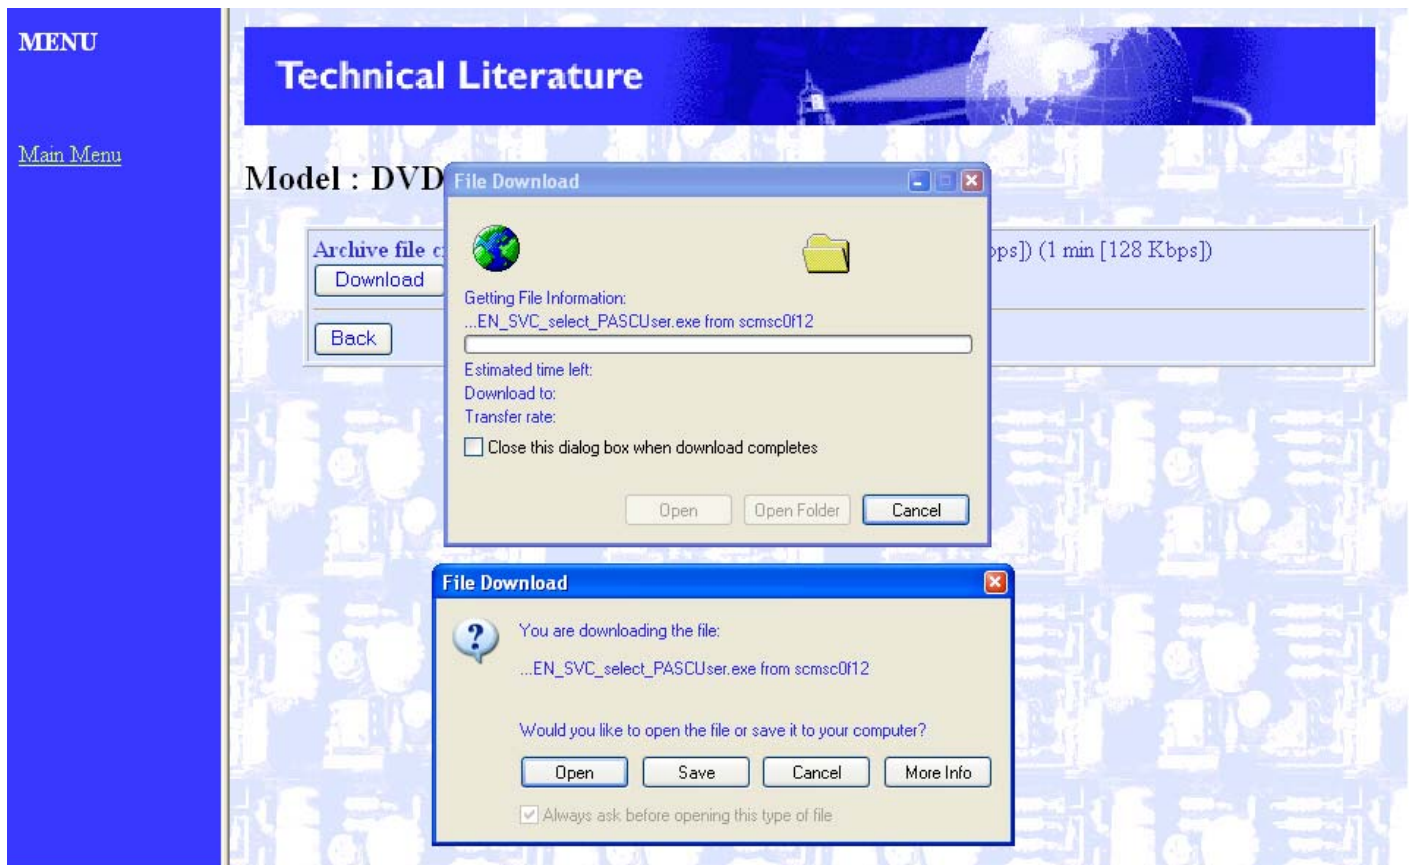 MENU
Main Menu
Technical Literature
Model : DVD
File Download
Archive file
ps]) (1 min [128 Kbps])
Download
Back
Getting File Information:
...EN_SVC_select_PASCUser.exe from scmsc0f12
Estimated time left:
Download to:
Transfer rate:
Close this dialog box when download completes
Open Open Folder Cancel
File Download
You are downloading the file:
...EN_SVC_select_PASCUser.exe from scmsc0f12
Would you like to open the file or save it to your computer?
Open Save Cancel More Info
Always ask before opening this type of file